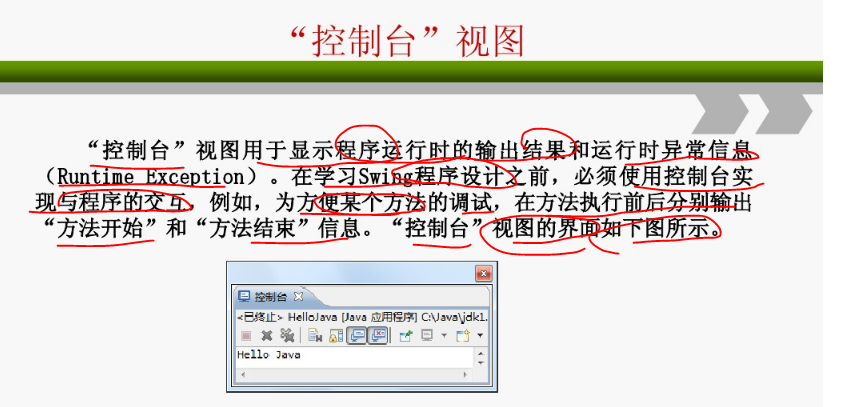 “控制台”视图
“控制台”视图用于显示程序运行时的输出结果和运行时异常信息
（Runtime Exception）。在学习Swing程序设计之前，必须使用控制台实
现与程序的交互，例如，为方便某个方法的调试，在方法执行前后分别输出
“方法开始”和“方法结束”信息。“控制台”视图的界面如下图所示。
控制台
<已终止> HelloJava [Java 应用程序] C:\Java\jdk1.
Hello Java